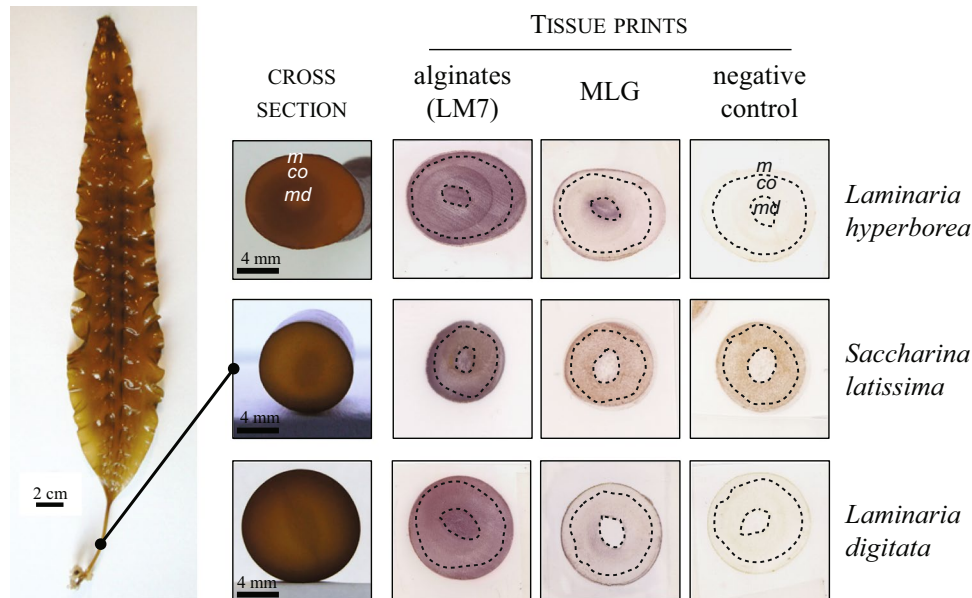 TISSUE PRINTS
CROSS
SECTION
alginates
(LM7)
MLG
negative
control
m
co
md
4 mm
m
co
md
Laminaria
hyperborea
4 mm
Saccharina
latissima
2 cm
4 mm
Laminaria
digitata